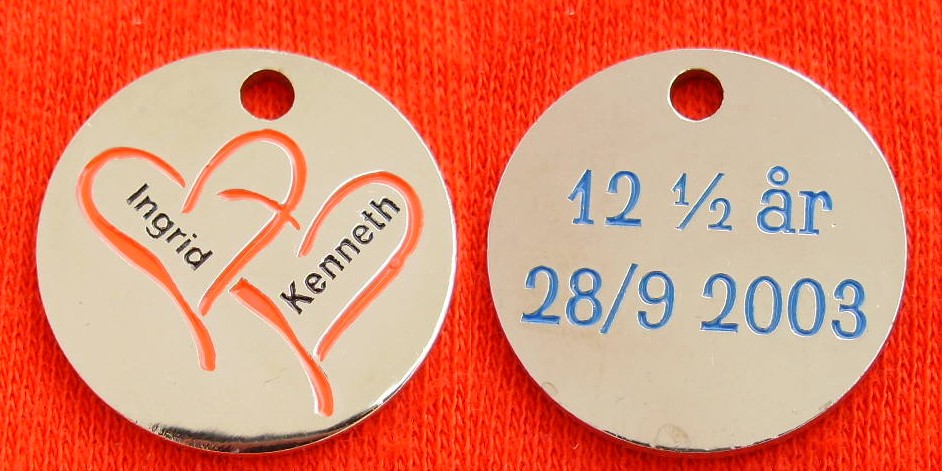 Ingrid
Kenneth
12 ½ år
28/9 2003